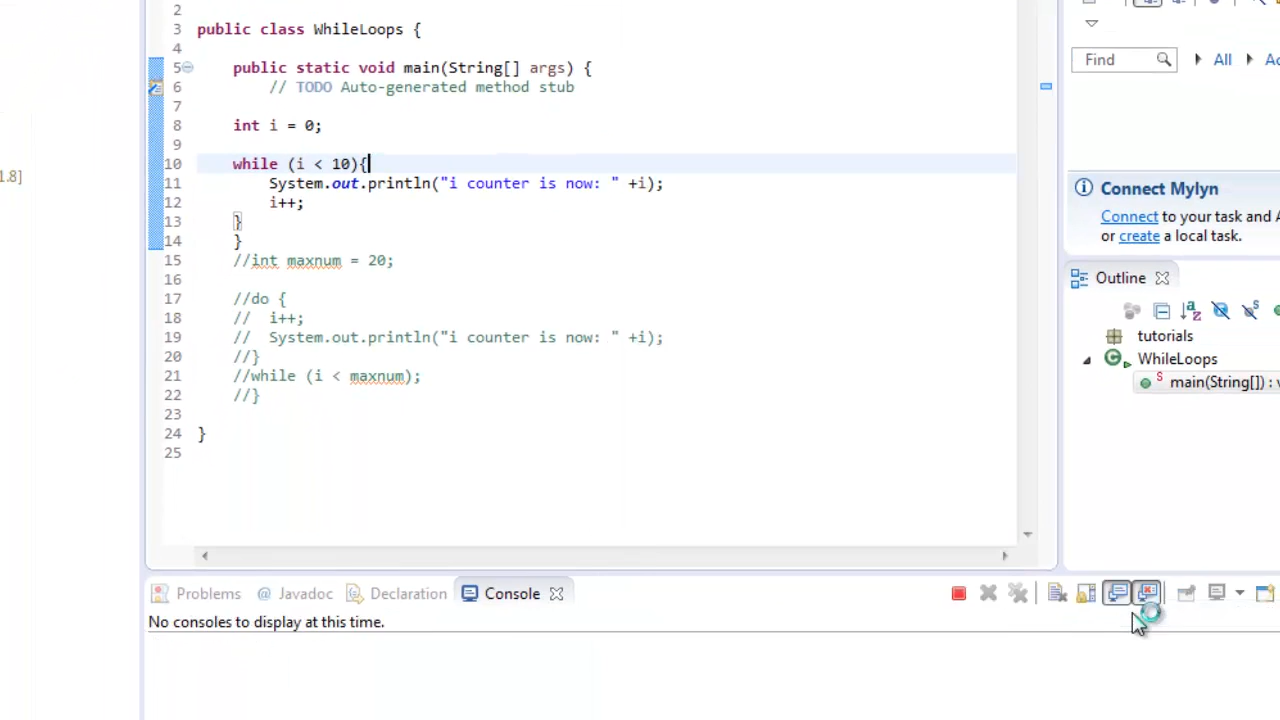 2
3 public class WhileLoops {
4
5 public static void main(String[] args) {
6 // TODO Auto-generated method stub
7
8 int i = 0;
9
10 while (i < 10){
11 System.out.println("i counter is now: " +i);
12 i++;
13 }
14 }
15 //int maxnum = 20;
16
17 //do {
18 // i++;
19 // System.out.println("i counter is now: " +i);
20 //}
21 //while (i < maxnum);
22 //}
23
24 }
25
1.8]
Find All
Connect Mylyn
Connect to your task and
or create a local task.
Outline
tutorials
WhileLoops
main(String[]) :
Problems @ Javadoc Declaration Console
No consoles to display at this time.